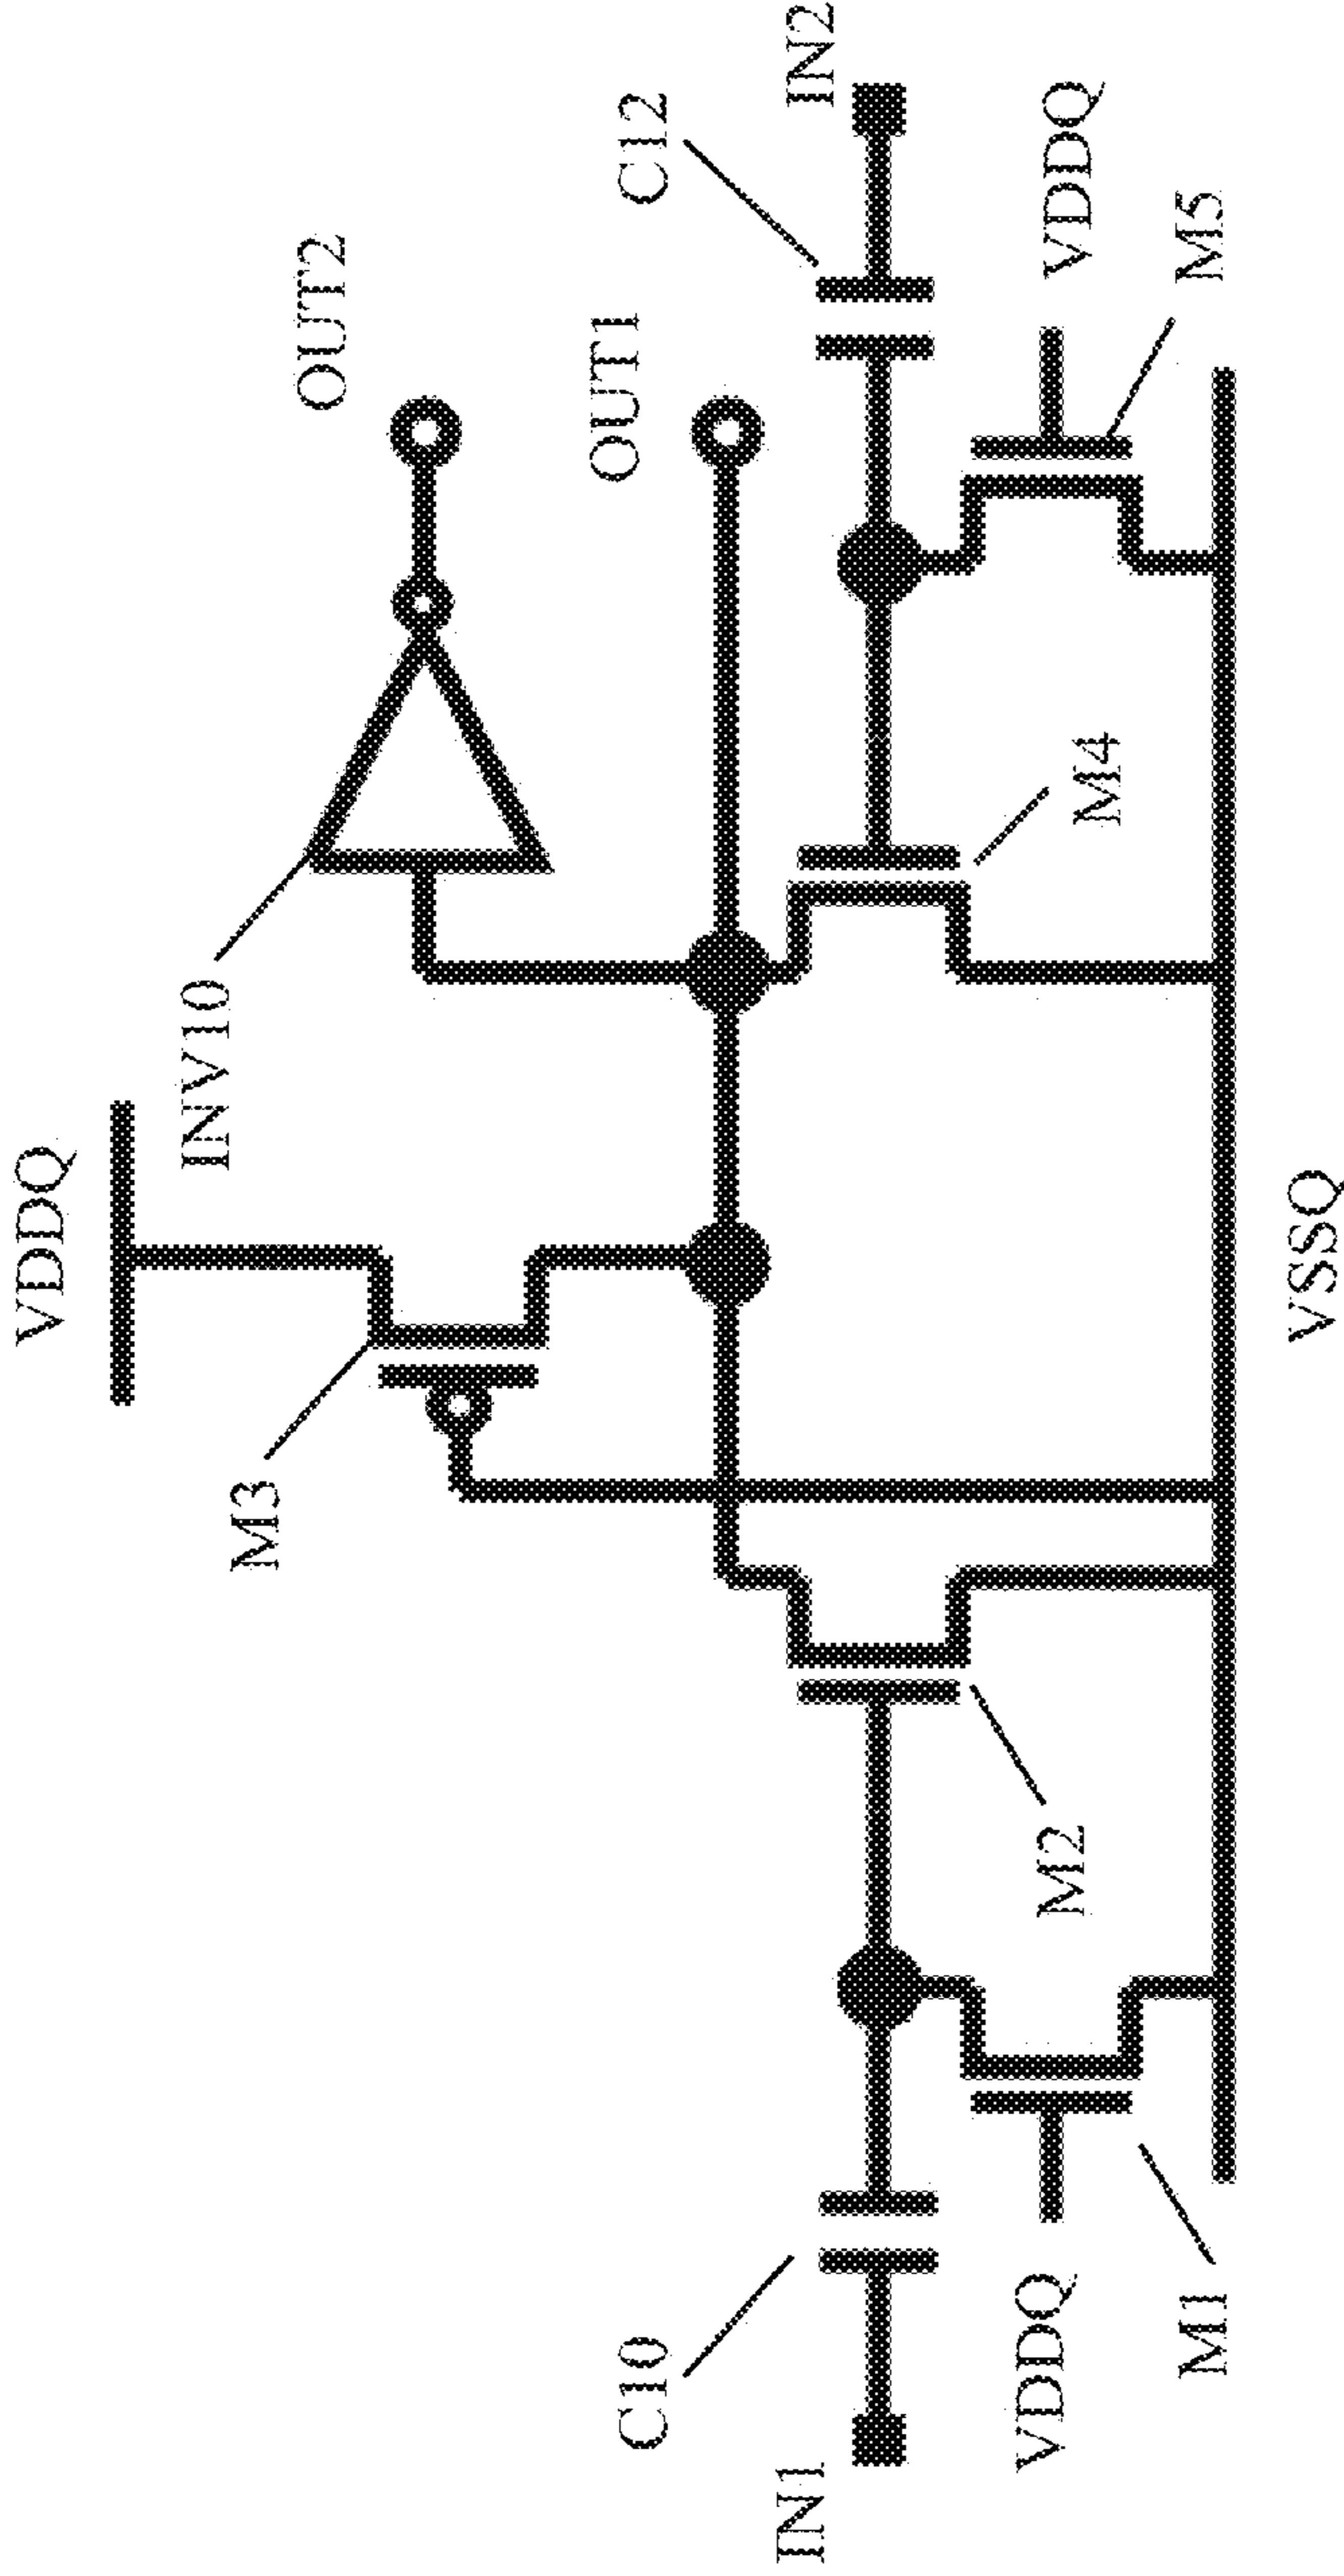 VDDQ
INV10
OUT2
M3
OUT1
C12
IN2
C10
IN1
M2
M4
VDDQ
VDDQ
M1
M5
VSSQ